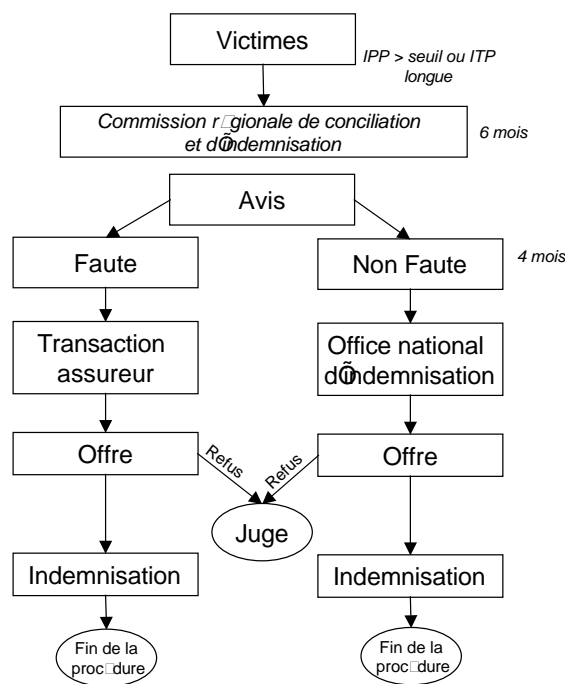 Victimes
IPP > seuil ou ITP
longue
Commission r□gionale de conciliation
et dÕindemnisation
6 mois
Avis
Faute
Non Faute
4 mois
Transaction
assureur
Office national
dÕindemnisation
Offre
Refus
Refus
Offre
Juge
Indemnisation
Indemnisation
Fin de la
proc□dure
Fin de la
proc□dure